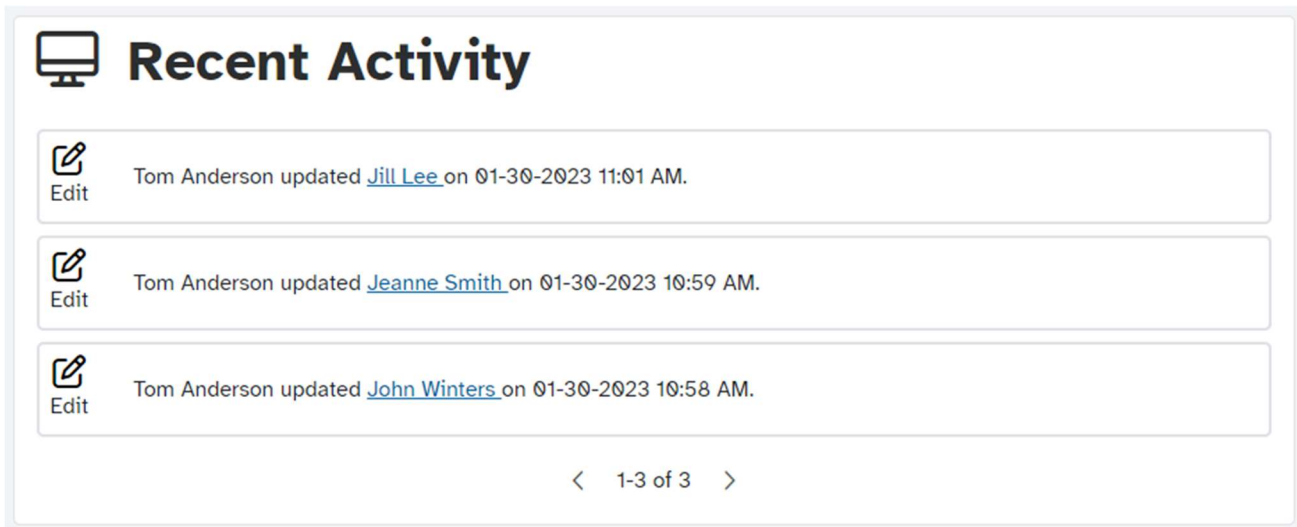 Recent Activity
Edit
Tom Anderson updated Jill Lee on 01-30-2023 11:01 AM.
Edit
Tom Anderson updated Jeanne Smith on 01-30-2023 10:59 AM.
Edit
Tom Anderson updated John Winters on 01-30-2023 10:58 AM.
1-3 of 3